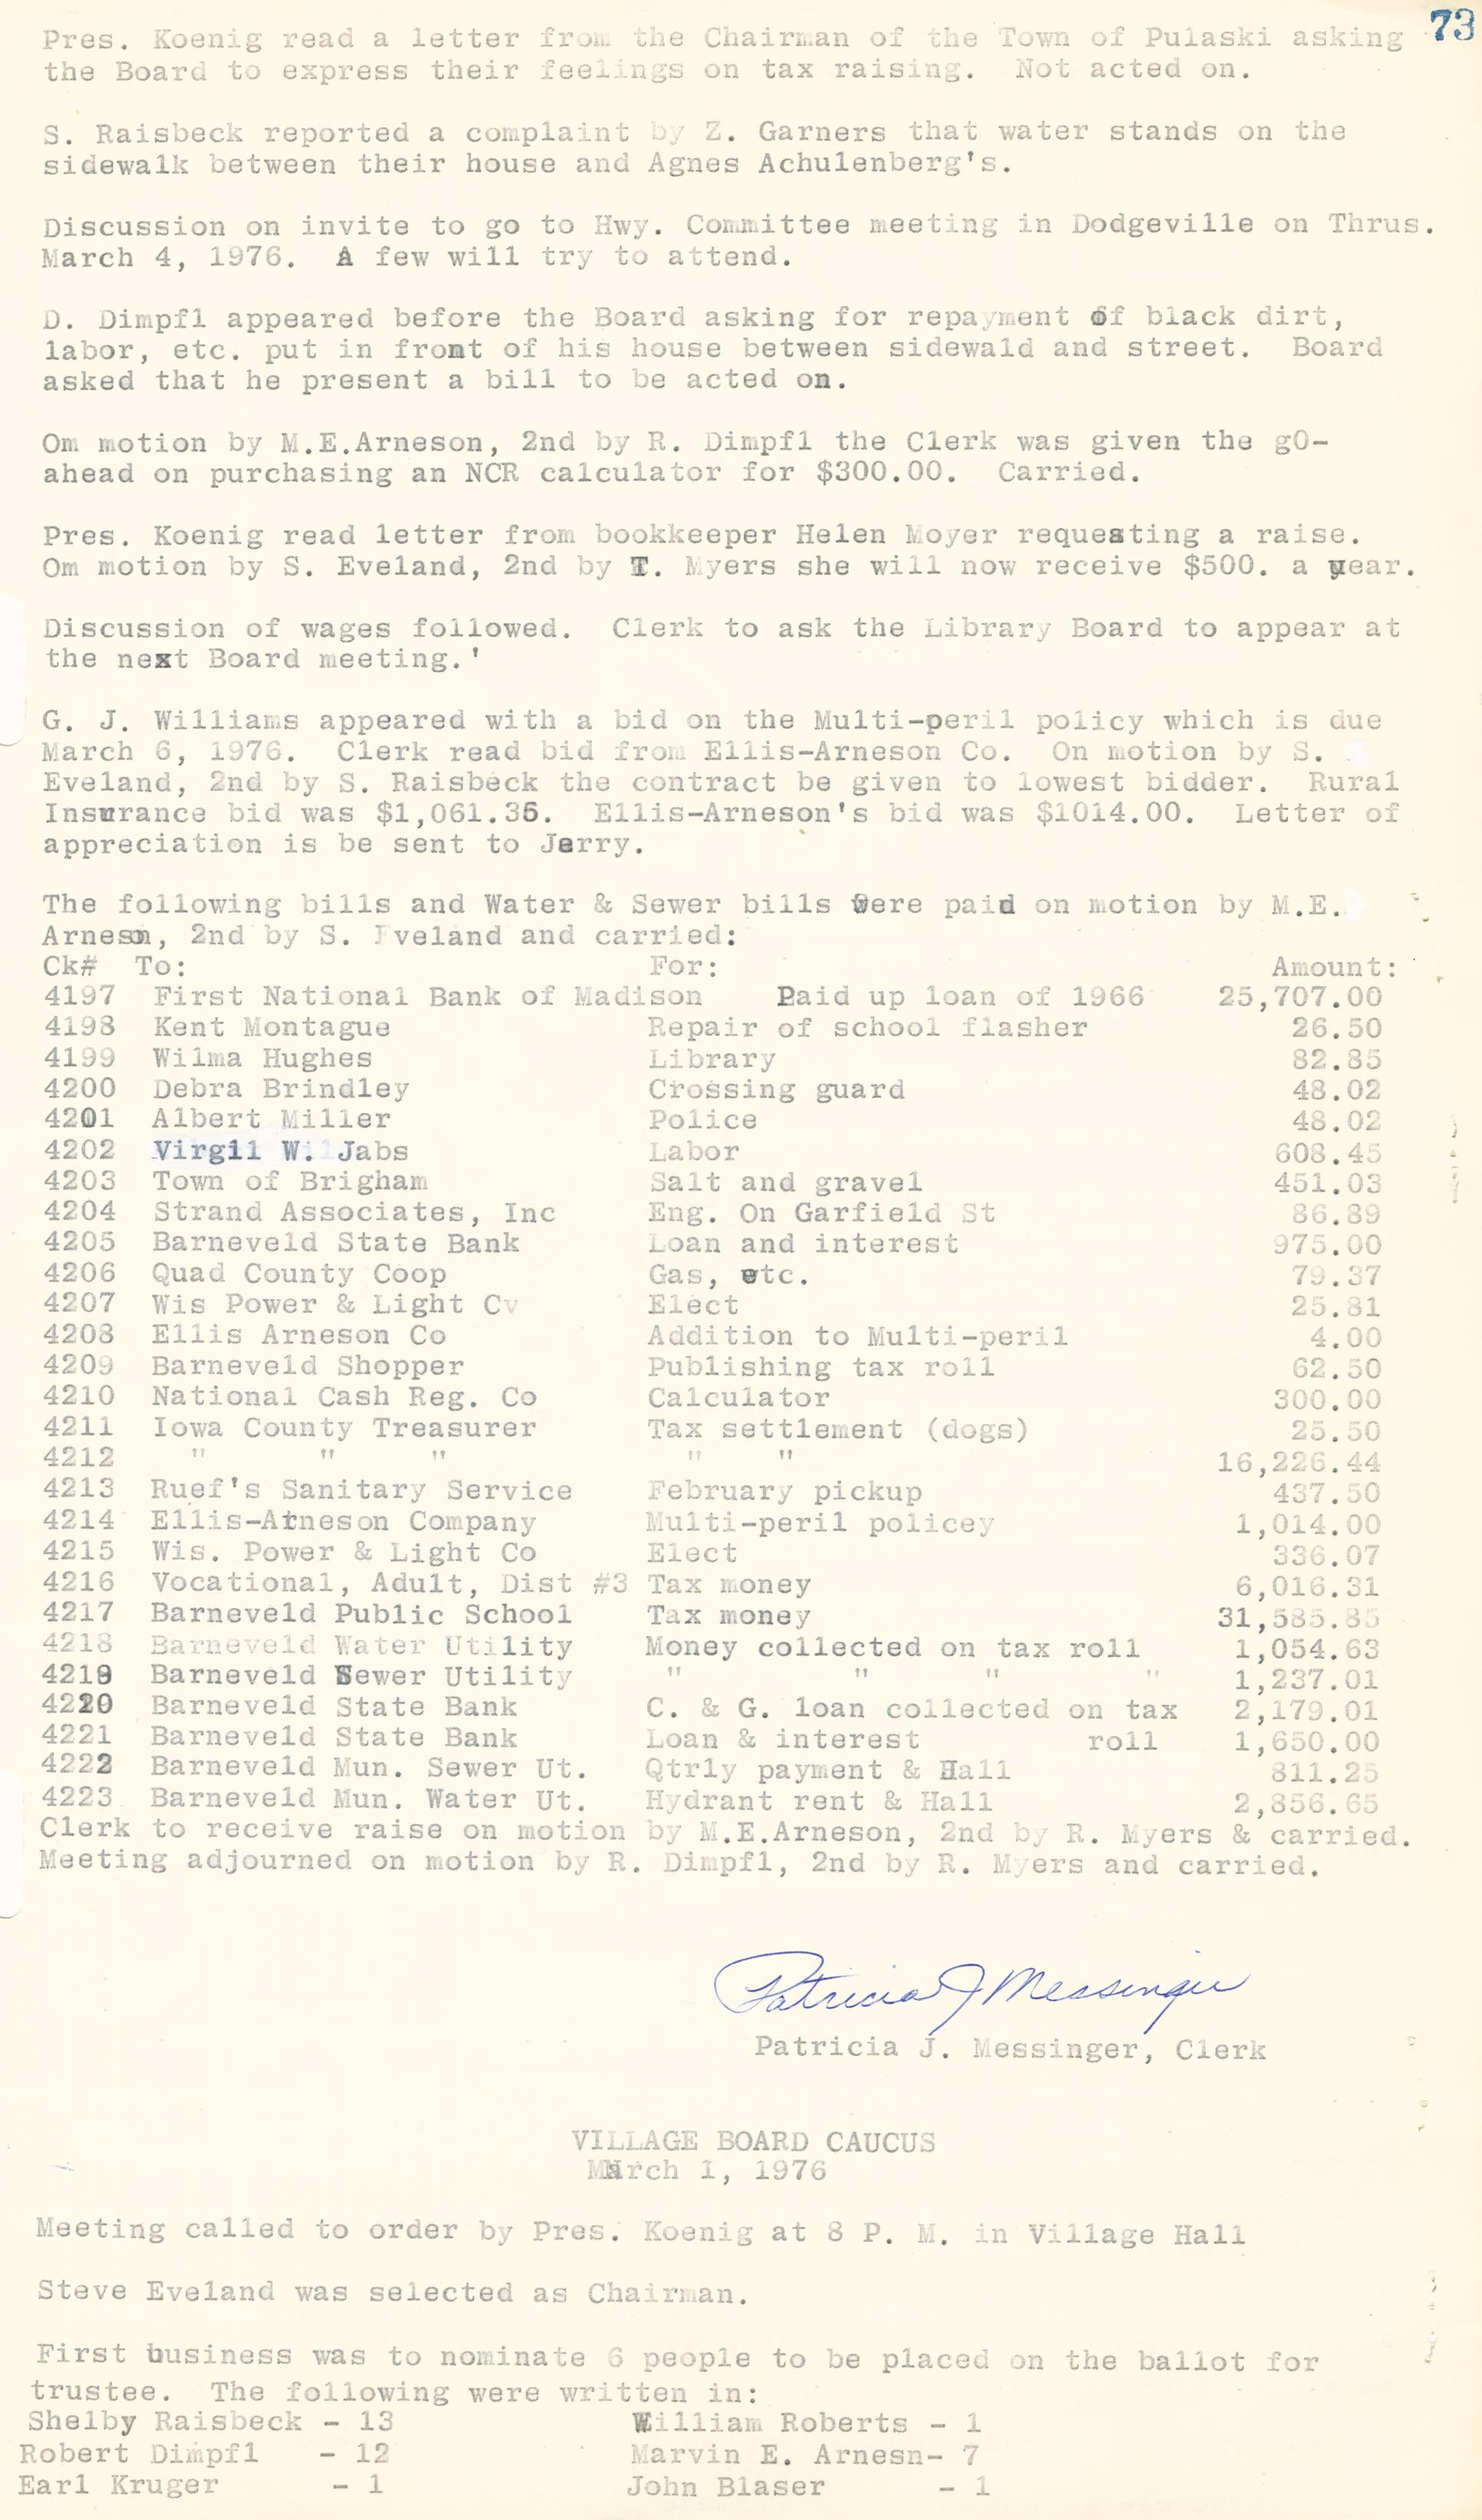 73
Pres. Koenig read a letter from the Chairman of the Town of Pulaski asking
the Board to express their feelings on tax raising.  Not acted on.
S. Raisbeck reported a complaint by Z. Garners that water stands on the
sidewalk between their house and Agnes Achulenberg's.
Discussion on invite to go to Hwy. Committee meeting in Dodgeville on Thrus.
March 4, 1976.  A few will try to attend.
D. Dimpfl appeared before the Board asking for repayment of black dirt,
labor, etc. put in front of his house between sidewald and street.  Board
asked that he present a bill to be acted on.
Om motion by M.E.Arneson, 2nd by R. Dimpfl the Clerk was given the gO-
ahead on purchasing an NCR calculator for $300.00.  Carried.
Pres. Koenig read letter from bookkeeper Helen Moyer requesting a raise.
Om motion by S. Eveland, 2nd by T. Myers she will now receive $500. a year.
Discussion of wages followed.  Clerk to ask the Library Board to appear at
the next Board meeting.'
G. J. Williams appeared with a bid on the Multi-peril policy which is due
March 6, 1976.  Clerk read bid from Ellis-Arneson Co.  On motion by S.
Eveland, 2nd by S. Raisbeck the contract be given to lowest bidder.  Rural
Insurance bid was $1,061.35.  Ellis-Arneson's bid was $1014.00.  Letter of
appreciation is be sent to Jerry.
The following bills and Water & Sewer bills Were paid on motion by M.E.
Arnesn, 2nd by S. Eveland and carried:
Ck# To: For: Amount:
4197 First National Bank of Madison Paid up loan of 1966 25,707.00
4198 Kent Montague Repair of school flasher 26.50
4199 Wilma Hughes Library 82.85
4200 Debra Brindley Crossing guard 48.02
4201 Albert Miller Police 48.02
4202 Virgil W. Jabs Labor 608.45
4203 Town of Brigham Salt and gravel 451.03
4204 Strand Associates, Inc Eng. On Garfield St 86.89
4205 Barneveld State Bank Loan and interest 975.00
4206 Quad County Coop Gas, etc. 79.37
4207 Wis Power & Light Cv Elect 25.81
4208 Ellis Arneson Co Addition to Multi-peril 4.00
4209 Barneveld Shopper Publishing tax roll 62.50
4210 National Cash Reg. Co Calculator 300.00
4211 Iowa County Treasurer Tax settlement (dogs) 25.50
4212 " " " " " 16,226.44
4213 Ruef's Sanitary Service February pickup 437.50
4214 Ellis-Arneson Company Multi-peril policey 1,014.00
4215 Wis. Power & Light Co Elect 336.07
4216 Vocational, Adult, Dist #3 Tax money 6,016.31
4217 Barneveld Public School Tax money 31,585.85
4218 Barneveld Water Utility Money collected on tax roll 1,054.63
4219 Barneveld Sewer Utility " " " " 1,237.01
4220 Barneveld State Bank C. & G. loan collected on tax 2,179.01
4221 Barneveld State Bank Loan & interest roll 1,650.00
4222 Barneveld Mun. Sewer Ut. Qtrly payment & Hall 811.25
4223 Barneveld Mun. Water Ut. Hydrant rent & Hall 2,856.65
Clerk to receive raise on motion by M.E.Arneson, 2nd by R. Myers & carried.
Meeting adjourned on motion by R. Dimpfl, 2nd by R. Myers and carried.
Patricia J Messinger
Patricia J. Messinger, Clerk
VILLAGE BOARD CAUCUS
March 1, 1976
Meeting called to order by Pres. Koenig at 8 P. M. in Village Hall
Steve Eveland was selected as Chairman.
First business was to nominate 6 people to be placed on the ballot for
trustee.  The following were written in:
Shelby Raisbeck - 13 William Roberts - 1
Robert Dimpfl - 12 Marvin E. Arnesn- 7
Earl Kruger - 1 John Blaser - 1